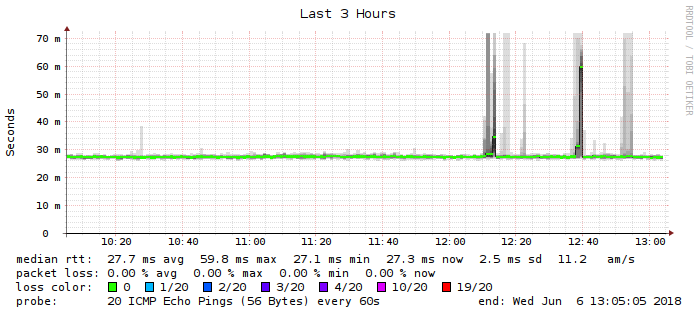 Last 3 Hours
RRDTOOL / TOBI OETIKER
Seconds
70 m
60 m
50 m
40 m
30 m
20 m
10 m
0
10:20 10:40 11:00 11:20 11:40 12:00 12:20 12:40 13:00
median rtt: 27.7 ms avg 59.8 ms max 27.1 ms min 27.3 ms now 2.5 ms sd 11.2 am/s
packet loss: 0.00 % avg 0.00 % max 0.00 % min 0.00 % now
loss color: 0 1/20 2/20 3/20 4/20 10/20 19/20
probe: 20 ICMP Echo Pings (56 Bytes) every 60s end: Wed Jun 6 13:05:05 2018